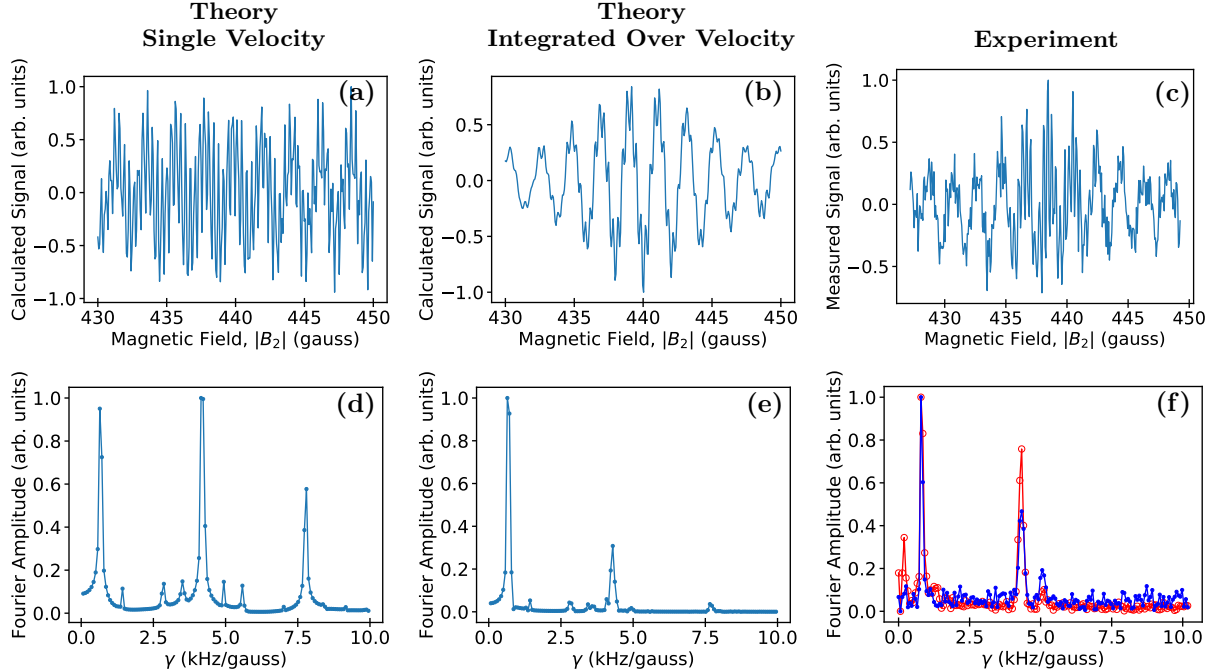 Theory
Single Velocity
Theory
Integrated Over Velocity
Experiment
(a)
1.0
0.5
0.0
−0.5
−1.0
430
435
440
445
450
Calculated Signal (arb. units)
Magnetic Field, |B2| (gauss)
(b)
0.5
0.0
−0.5
−1.0
430
435
440
445
450
Calculated Signal (arb. units)
Magnetic Field, |B2| (gauss)
(c)
1.0
0.5
0.0
−0.5
430
435
440
445
450
Measured Signal (arb. units)
Magnetic Field, |B2| (gauss)
(d)
1.0
0.8
0.6
0.4
0.2
0.0
0.0
2.5
5.0
7.5
10.0
Fourier Amplitude (arb. units)
γ (kHz/gauss)
(e)
1.0
0.8
0.6
0.4
0.2
0.0
0.0
2.5
5.0
7.5
10.0
Fourier Amplitude (arb. units)
γ (kHz/gauss)
(f)
1.0
0.8
0.6
0.4
0.2
0.0
0.0
2.5
5.0
7.5
10.0
Fourier Amplitude (arb. units)
γ (kHz/gauss)